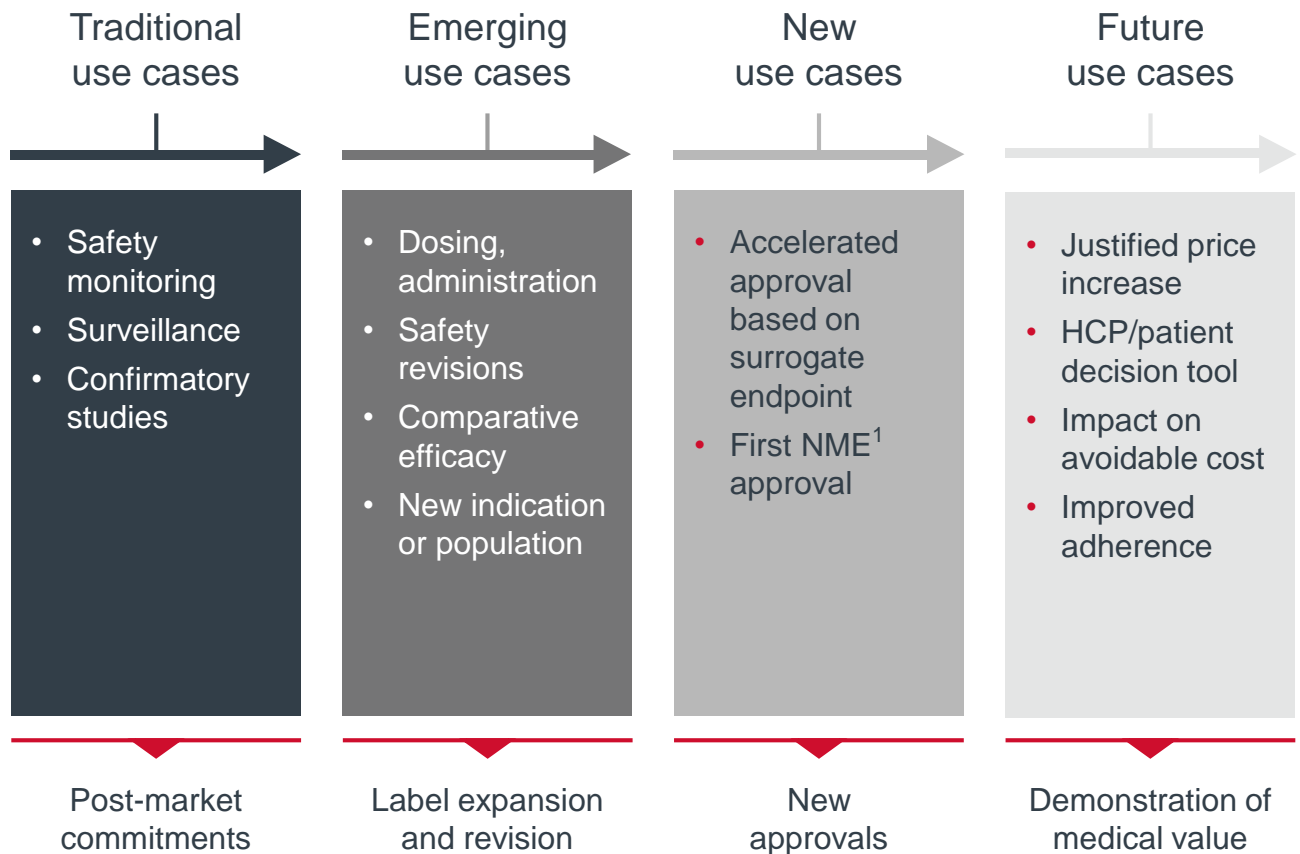 Traditional
use cases
• Safety
monitoring
• Surveillance
• Confirmatory
studies
Post-market
commitments
Emerging
use cases
• Dosing,
administration
• Safety
revisions
• Comparative
efficacy
• New indication
or population
Label expansion
and revision
New
use cases
• Accelerated
approval
based on
surrogate
endpoint
• First NME¹
approval
New
approvals
Future
use cases
• Justified price
increase
• HCP/patient
decision tool
• Impact on
avoidable cost
• Improved
adherence
Demonstration of
medical value